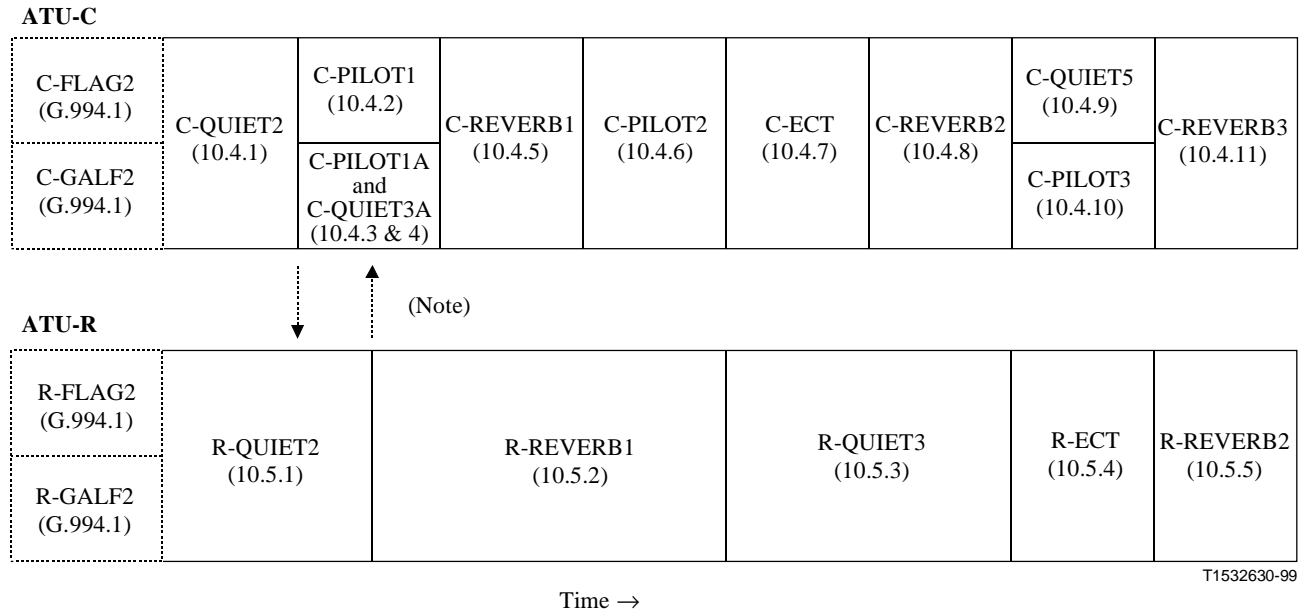 ATU-C
C-FLAG2
(G.994.1)
C-GALF2
(G.994.1)
C-QUIET2
(10.4.1)
C-PILOT1
(10.4.2)
C-PILOT1A
and
C-QUIET3A
(10.4.3 & 4)
C-REVERB1
(10.4.5)
C-PILOT2
(10.4.6)
C-ECT
(10.4.7)
C-REVERB2
(10.4.8)
C-QUIET5
(10.4.9)
C-PILOT3
(10.4.10)
C-REVERB3
(10.4.11)
(Note)
ATU-R
R-FLAG2
(G.994.1)
R-GALF2
(G.994.1)
R-QUIET2
(10.5.1)
R-REVERB1
(10.5.2)
R-QUIET3
(10.5.3)
R-ECT
(10.5.4)
R-REVERB2
(10.5.5)
T1532630-99
Time →